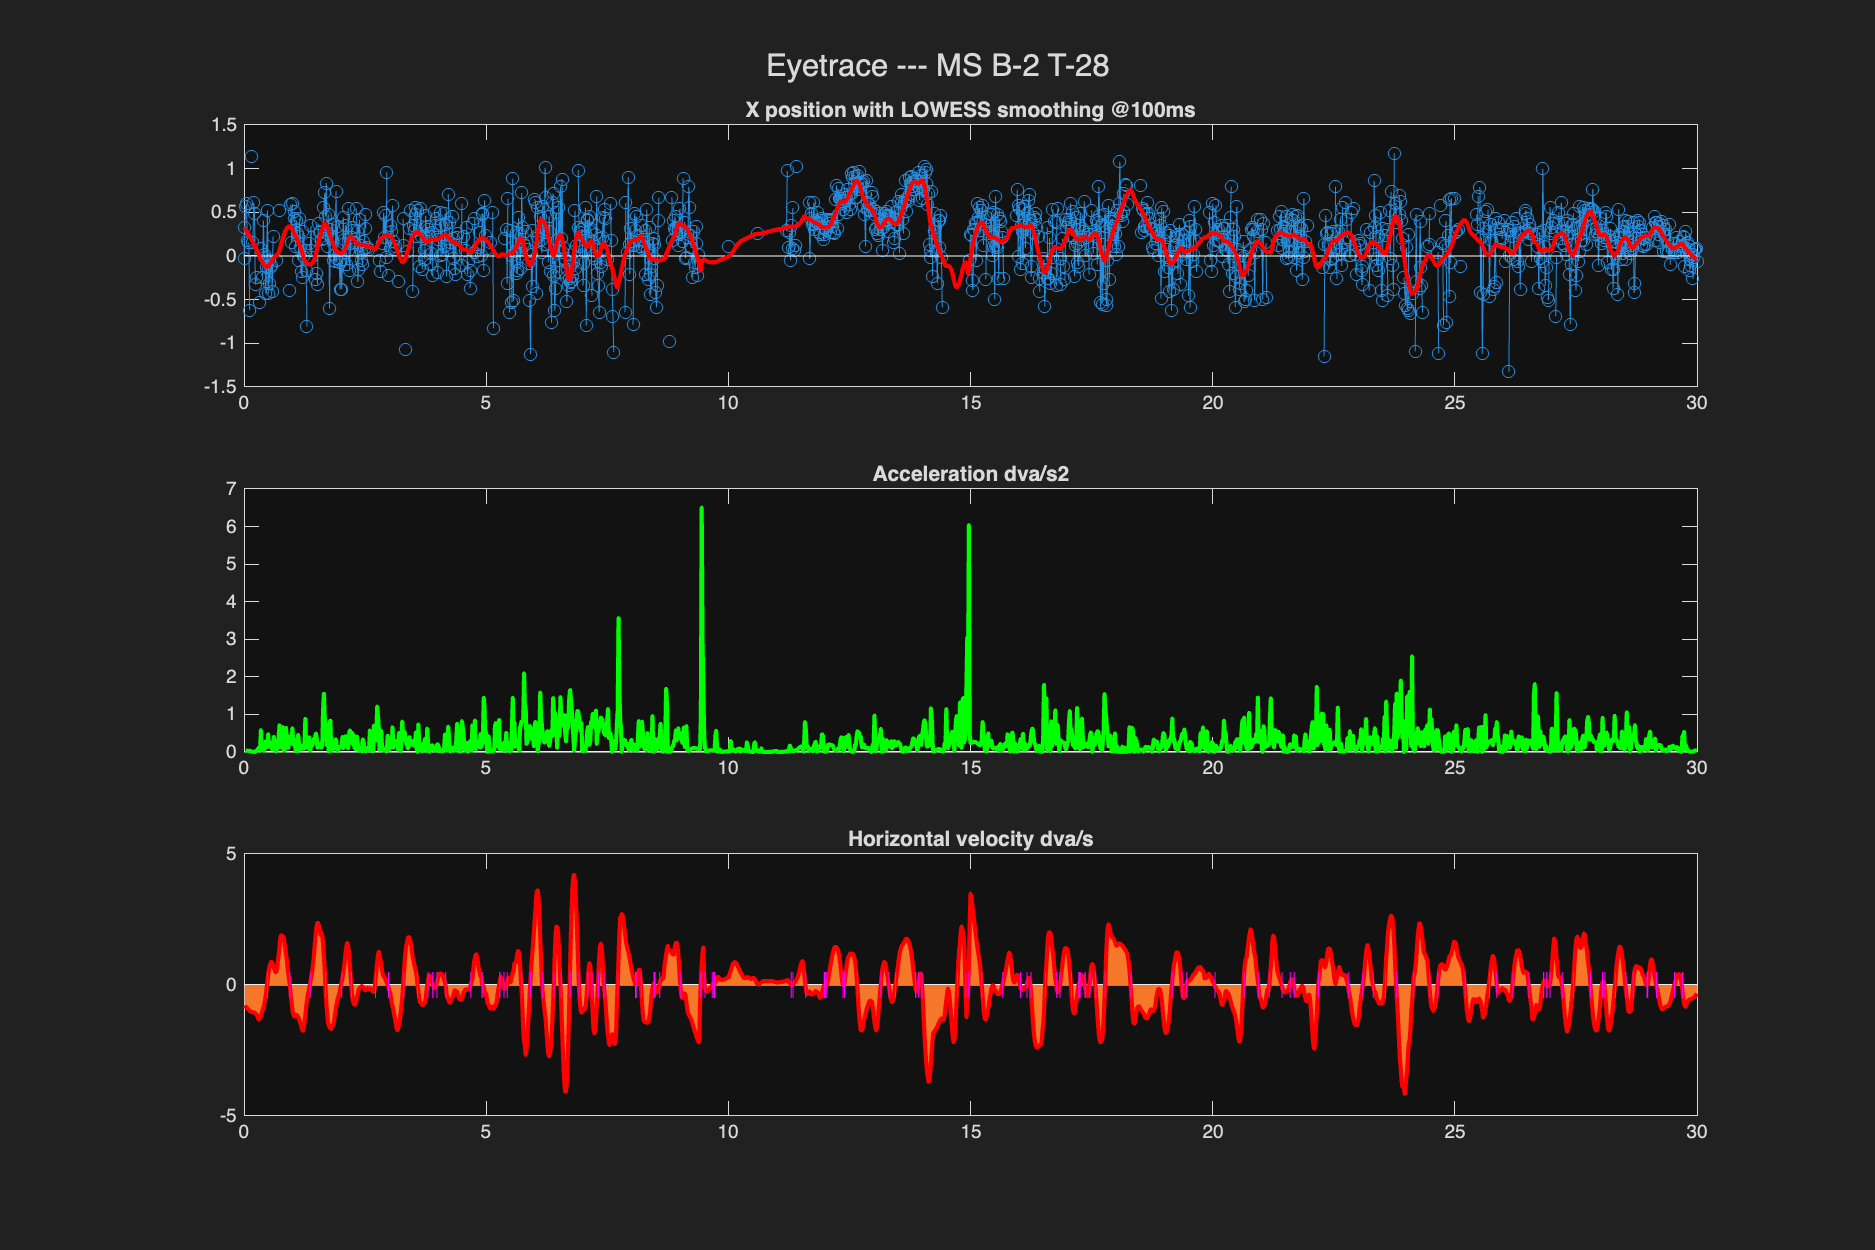 Eyetrace --- MS B-2 T-28
X position with LOWESS smoothing @100ms
1.5
1
0.5
0
-0.5
-1
-1.5
0 5 10 15 20 25 30
Acceleration dva/s2
7
6
5
4
3
2
1
0
0 5 10 15 20 25 30
Horizontal velocity dva/s
5
0
-5
0 5 10 15 20 25 30